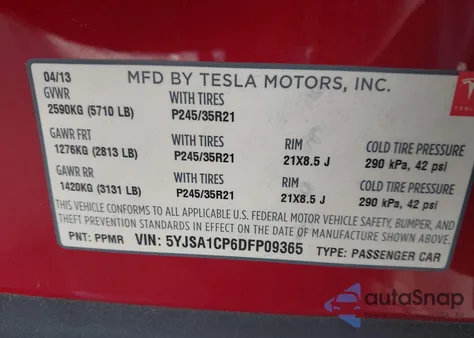 04/13 MFD BY TESLA MOTORS, INC.
GVWR WITH TIRES
2590KG (5710 LB) P245/35R21
GAWR FRT WITH TIRES RIM COLD TIRE PRESSURE
1276KG (2813 LB) P245/35R21 21X8.5 J 290 kPa, 42 psi
GAWR RR WITH TIRES RIM COLD TIRE PRESSURE
1420KG (3131 LB) P245/35R21 21X8.5 J 290 kPa, 42 psi
THIS VEHICLE CONFORMS TO ALL APPLICABLE U.S. FEDERAL MOTOR VEHICLE SAFETY, BUMPER, AND
THEFT PREVENTION STANDARDS IN EFFECT ON THE DATE OF MANUFACTURE SHOWN ABOVE.
PNT: PPMR VIN: 5YJSA1CP6DFP09365 TYPE: PASSENGER CAR
autoSnap